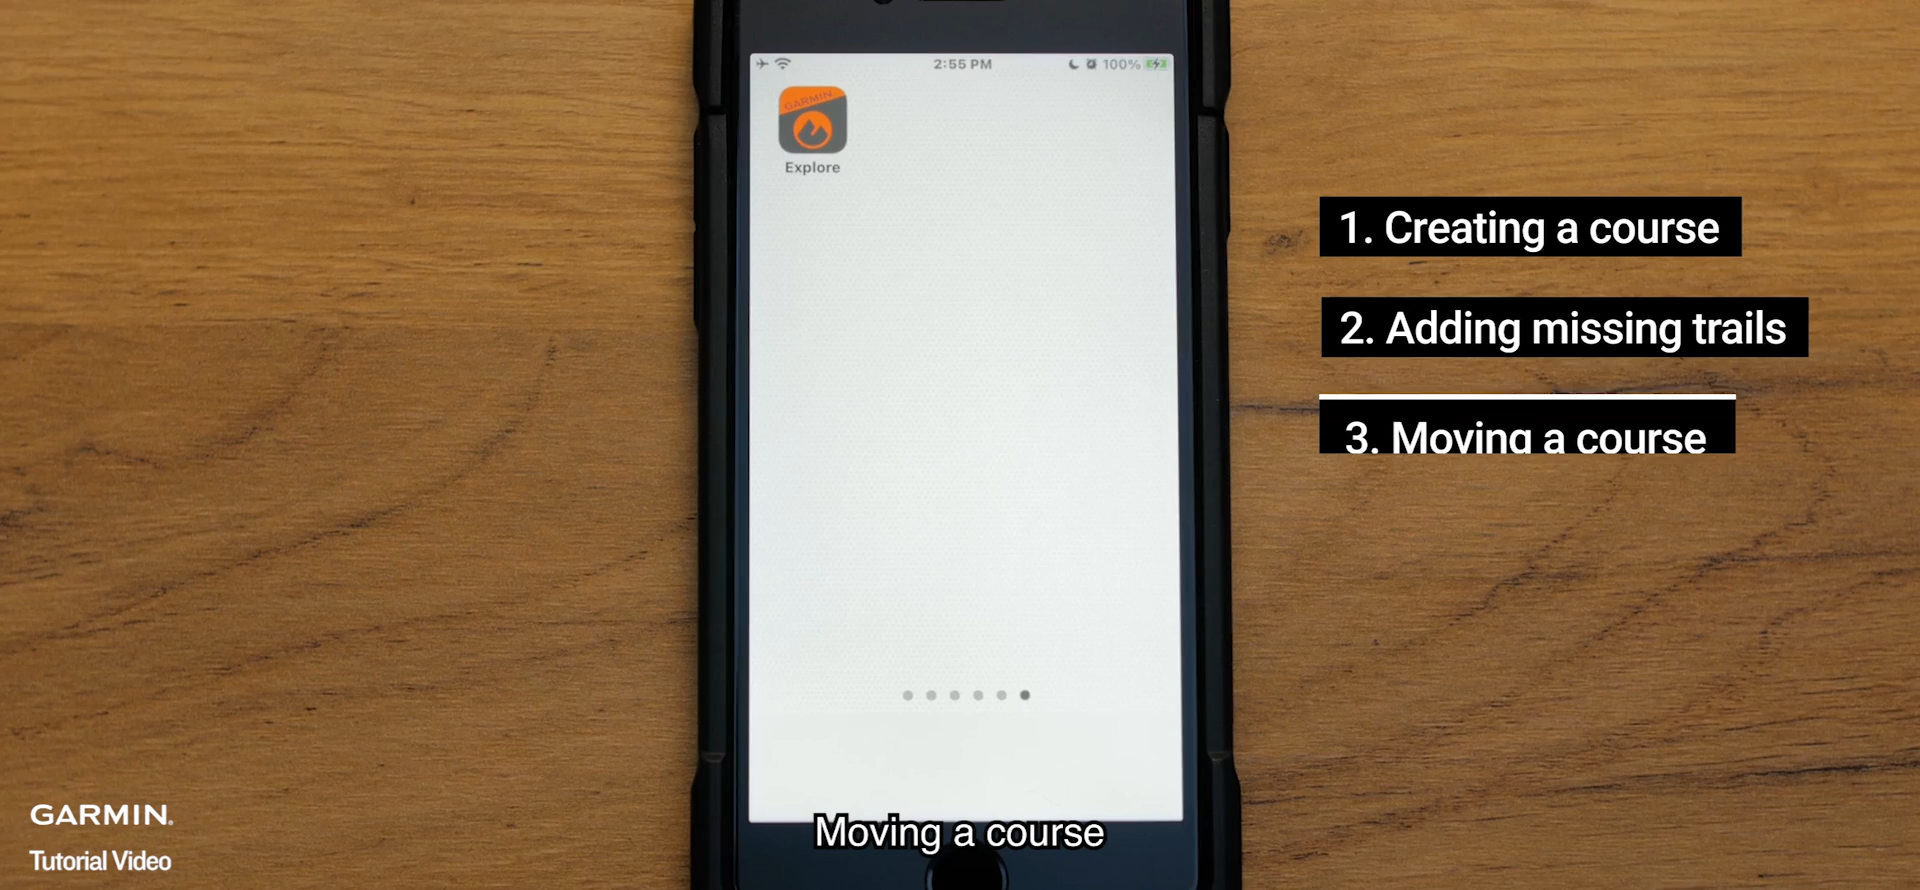 2:55 PM
100%
GARMIN
Explore
1. Creating a course
2. Adding missing trails
3. Moving a course
Moving a course
GARMIN.
Tutorial Video